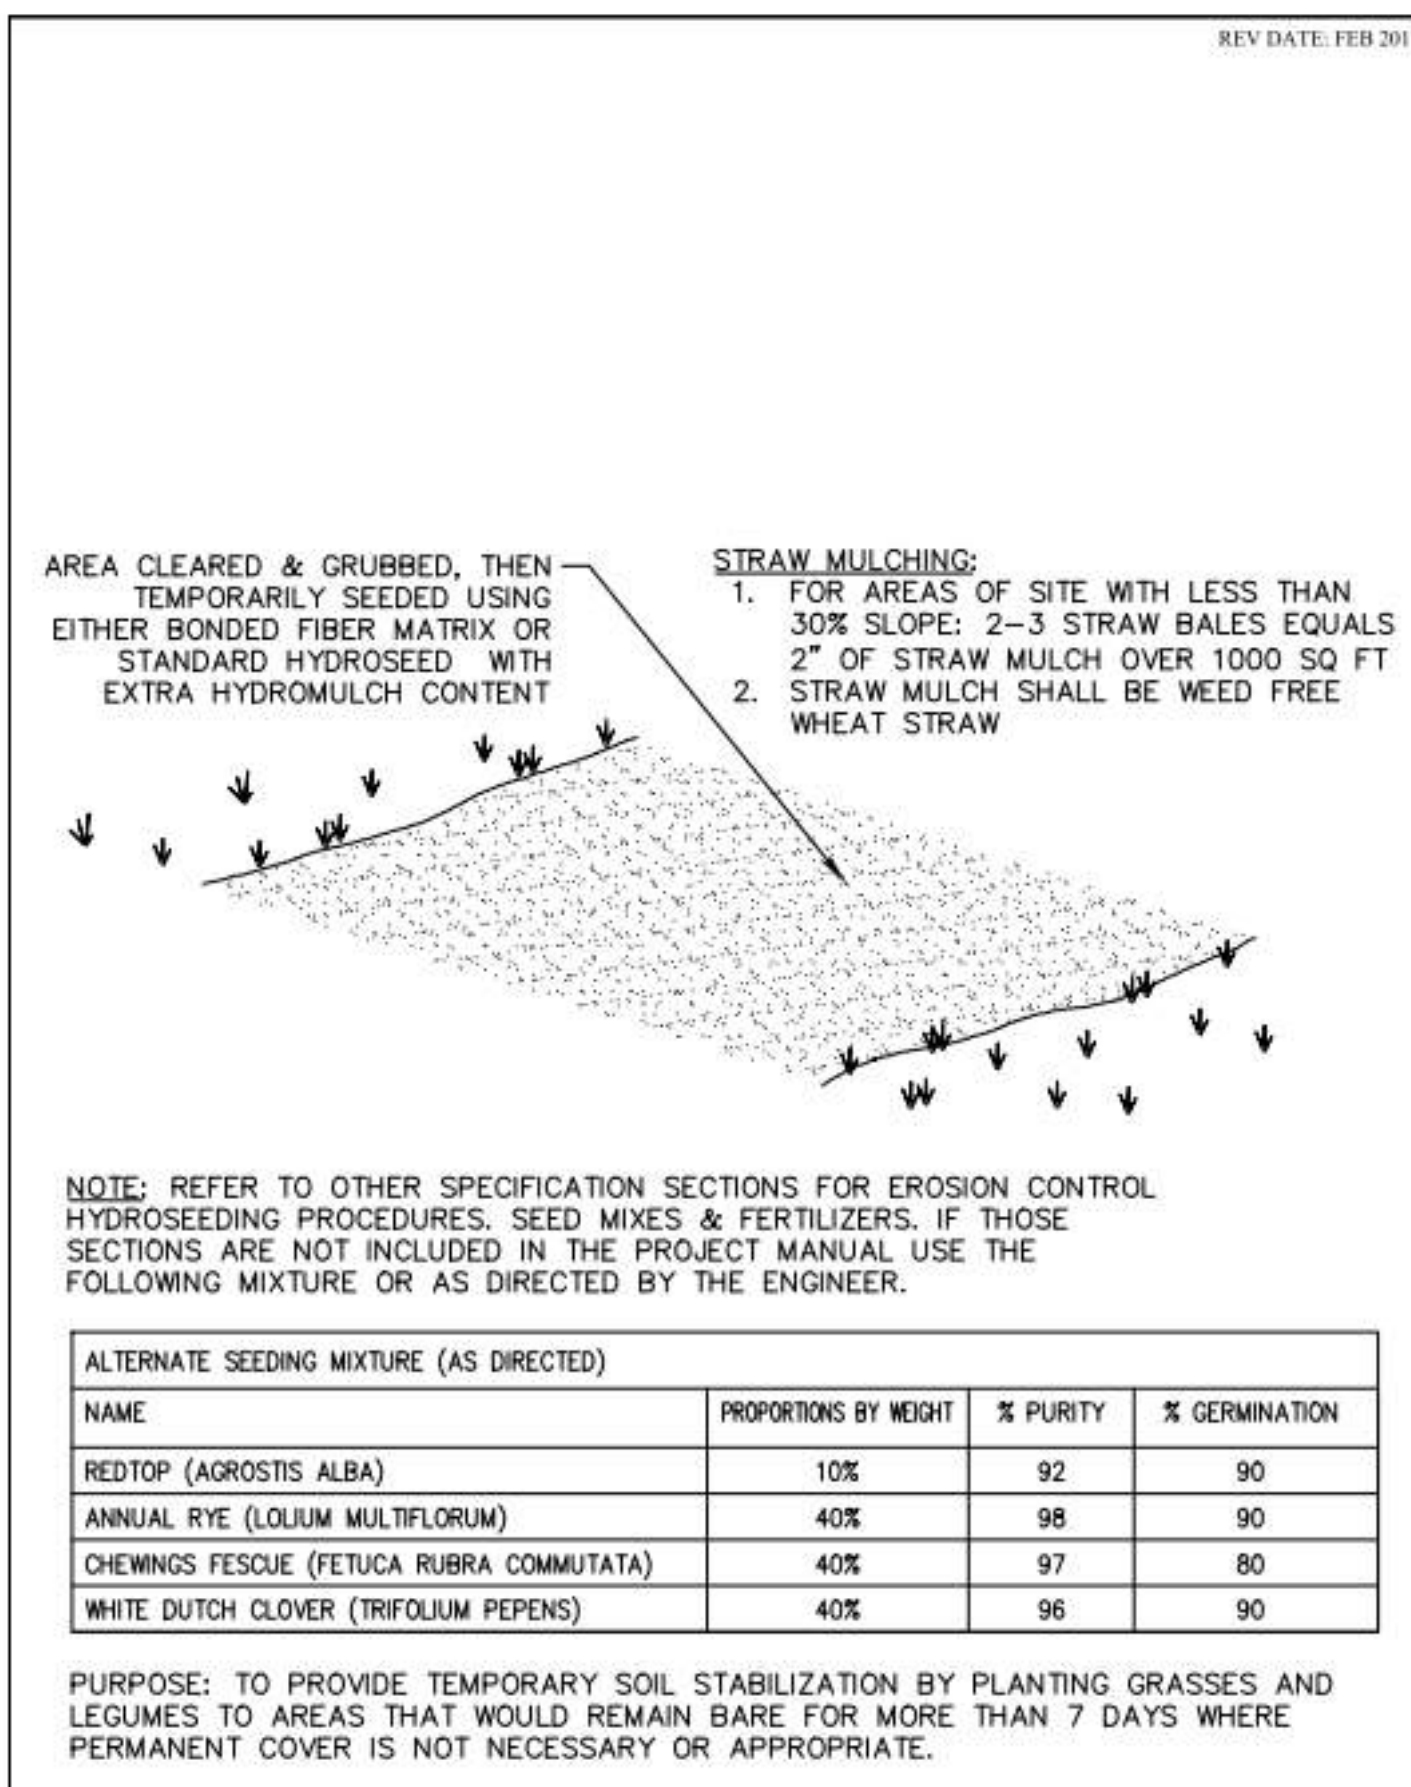 REV DATE: FEB 201
AREA CLEARED & GRUBBED, THEN
TEMPORARILY SEEDED USING
EITHER BONDED FIBER MATRIX OR
STANDARD HYDROSEED WITH
EXTRA HYDROMULCH CONTENT
STRAW MULCHING:
1. FOR AREAS OF SITE WITH LESS THAN
30% SLOPE: 2-3 STRAW BALES EQUALS
2" OF STRAW MULCH OVER 1000 SQ FT
2. STRAW MULCH SHALL BE WEED FREE
WHEAT STRAW
NOTE: REFER TO OTHER SPECIFICATION SECTIONS FOR EROSION CONTROL
HYDROSEEDING PROCEDURES. SEED MIXES & FERTILIZERS. IF THOSE
SECTIONS ARE NOT INCLUDED IN THE PROJECT MANUAL USE THE
FOLLOWING MIXTURE OR AS DIRECTED BY THE ENGINEER.
ALTERNATE SEEDING MIXTURE (AS DIRECTED)
NAME PROPORTIONS BY WEIGHT % PURITY % GERMINATION
REDTOP (AGROSTIS ALBA) 10% 92 90
ANNUAL RYE (LOLIUM MULTIFLORUM) 40% 98 90
CHEWINGS FESCUE (FETUCA RUBRA COMMUTATA) 40% 97 80
WHITE DUTCH CLOVER (TRIFOLIUM PEPENS) 40% 96 90
PURPOSE: TO PROVIDE TEMPORARY SOIL STABILIZATION BY PLANTING GRASSES AND
LEGUMES TO AREAS THAT WOULD REMAIN BARE FOR MORE THAN 7 DAYS WHERE
PERMANENT COVER IS NOT NECESSARY OR APPROPRIATE.